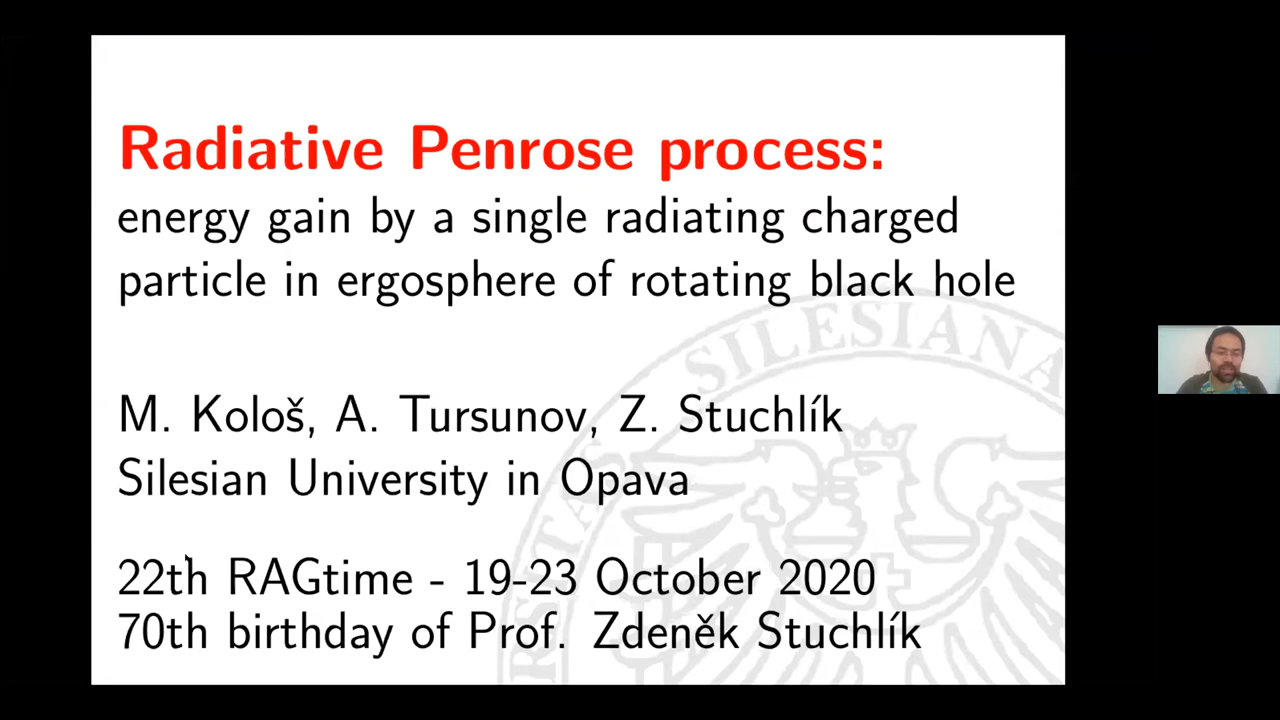 Radiative Penrose process:
energy gain by a single radiating charged
particle in ergosphere of rotating black hole
SILESIANA
M. Kološ, A. Tursunov, Z. Stuchlík
Silesian University in Opava
22th RAGtime - 19-23 October 2020
70th birthday of Prof. Zdeněk Stuchlík